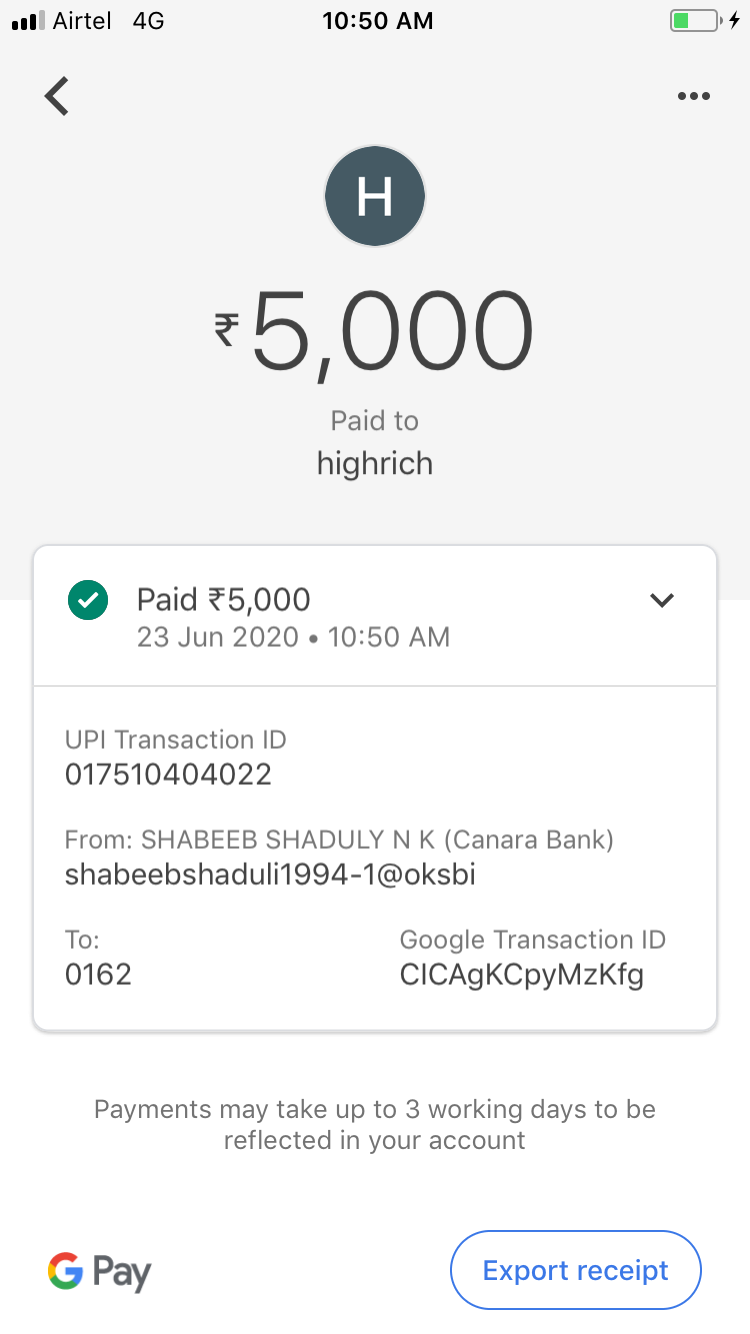 Airtel 4G 10:50 AM
H
₹5,000
Paid to
highrich
Paid ₹5,000
23 Jun 2020 • 10:50 AM
UPI Transaction ID
017510404022
From: SHABEEB SHADULY N K (Canara Bank)
shabeebshaduli1994-1@oksbi
To:
0162
Google Transaction ID
CICAgKCpyMzKfg
Payments may take up to 3 working days to be
reflected in your account
G Pay
Export receipt